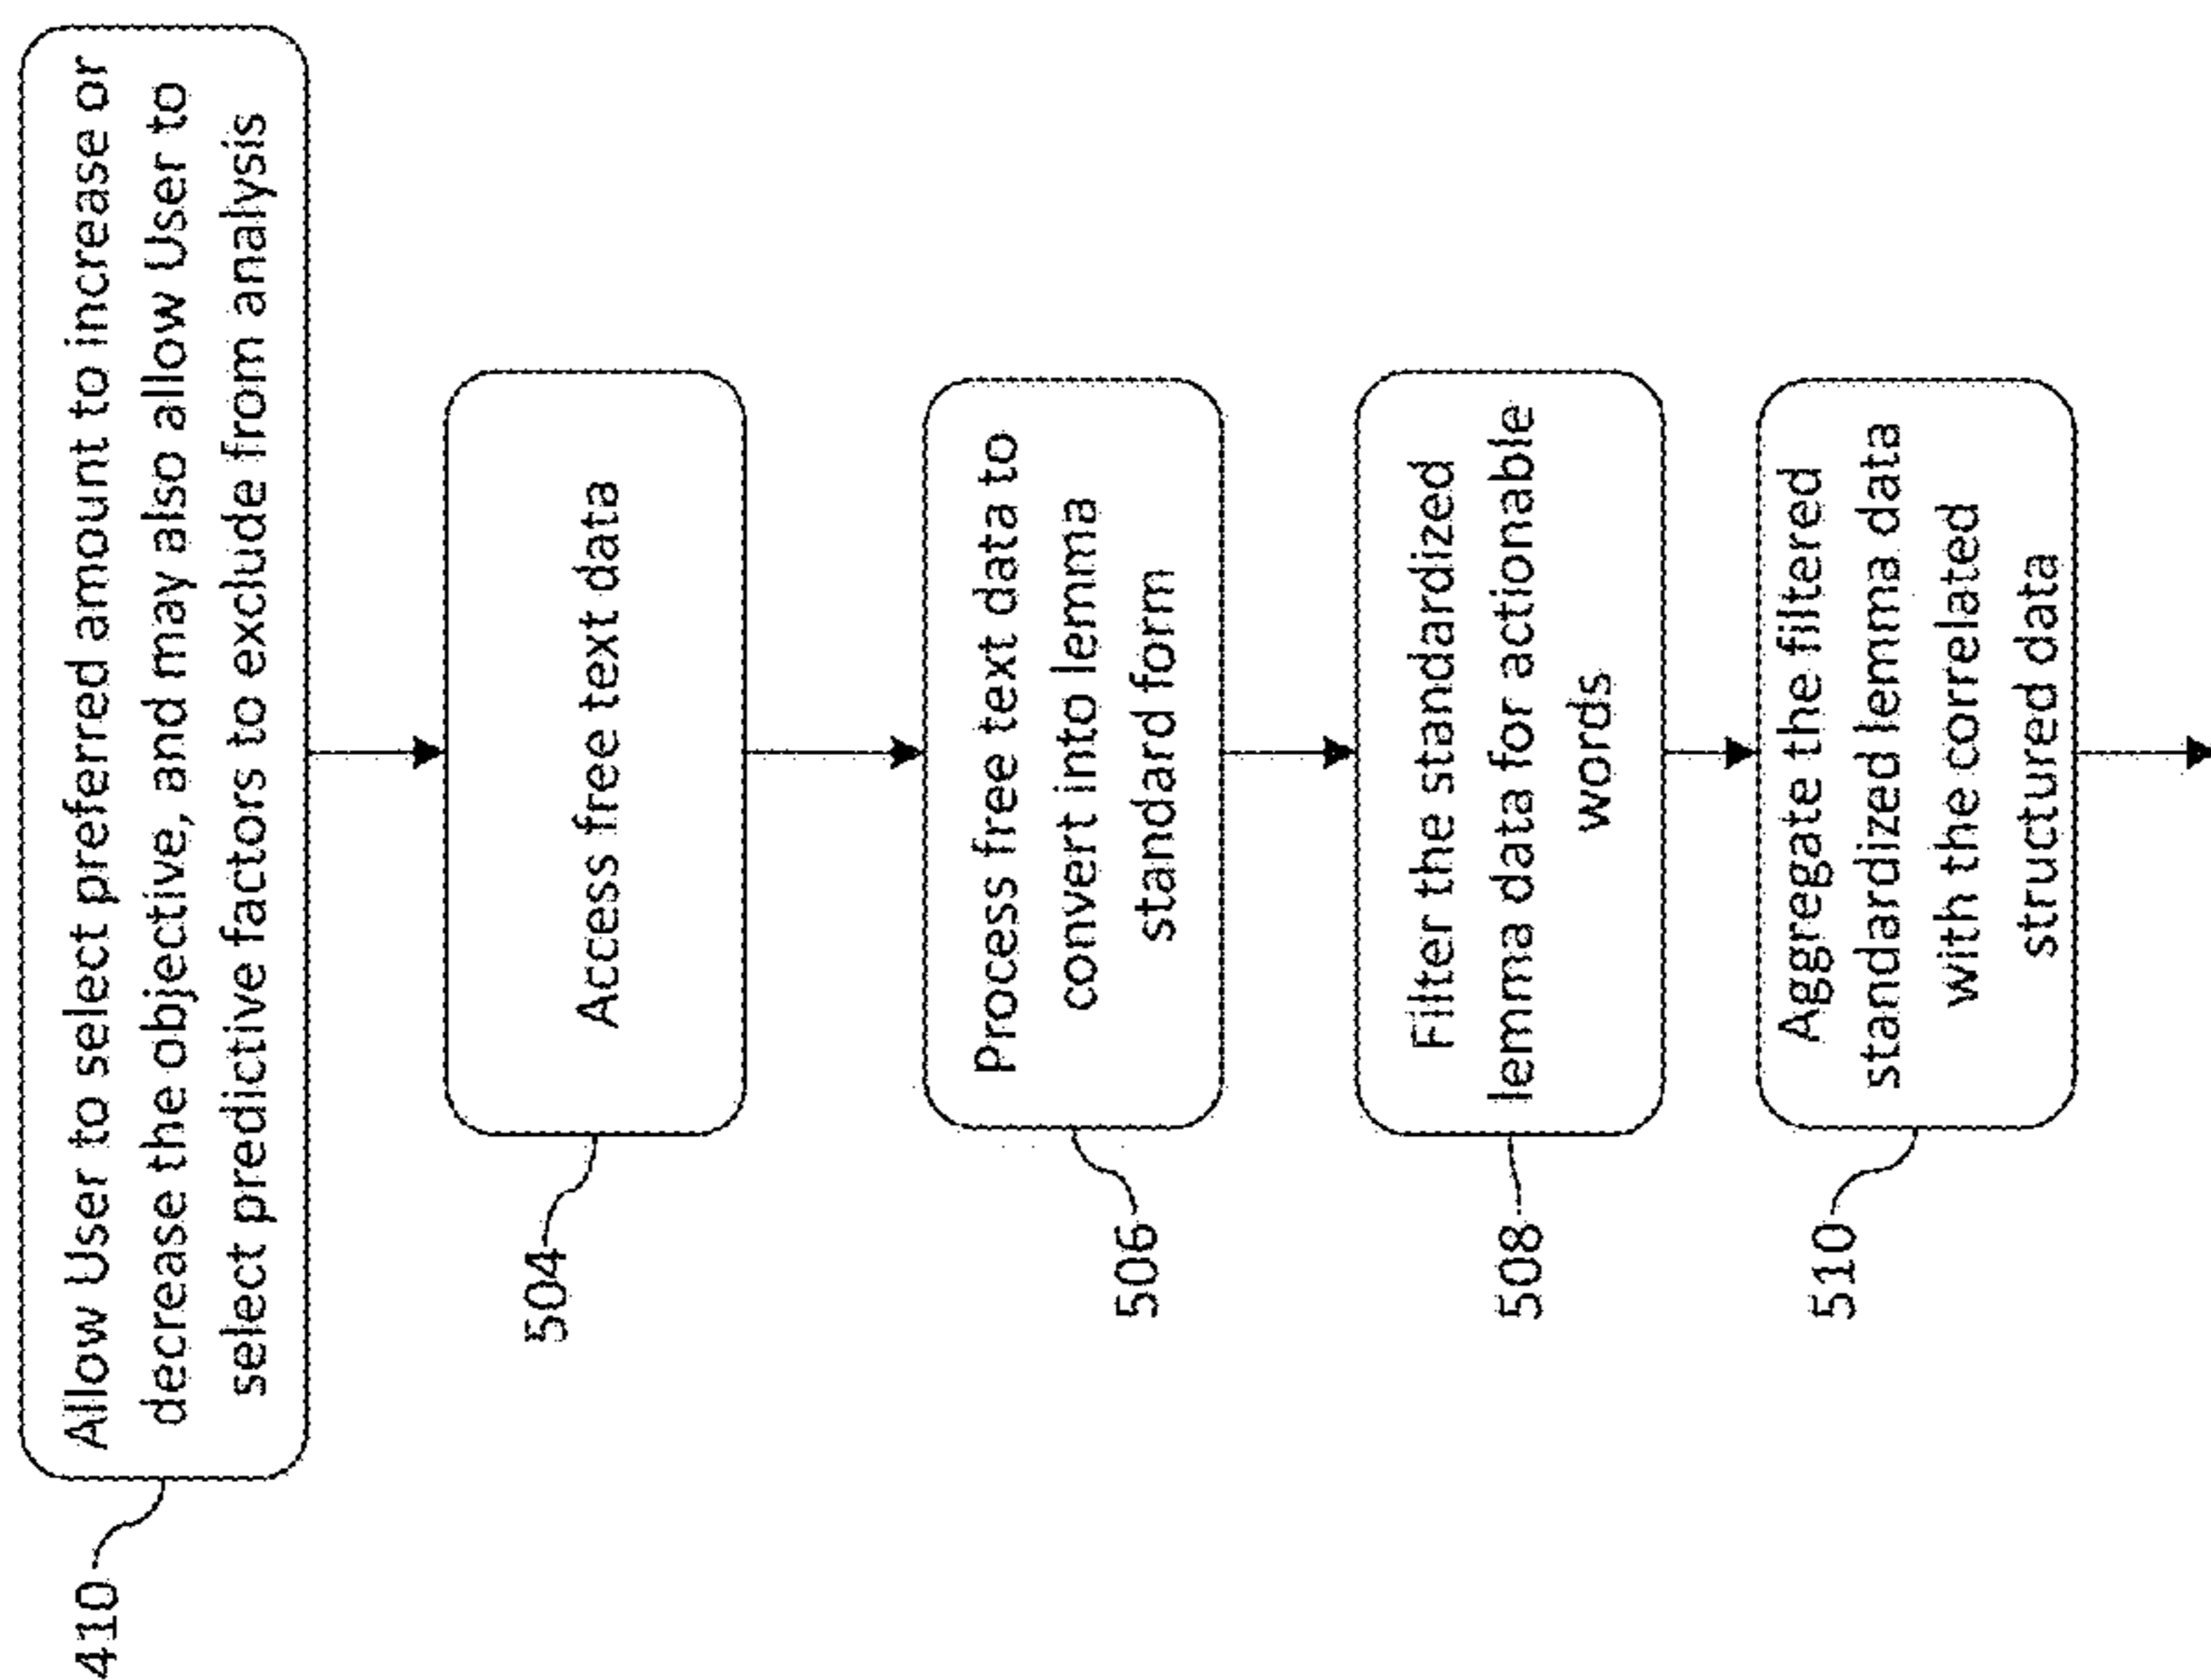 410
Allow User to select preferred amount to increase or
decrease the objective, and may also allow User to
select predictive factors to exclude from analysis
504
Access free text data
506
Process free text data to
convert into lemma
standard form
508
Filter the standardized
lemma data for actionable
words
510
Aggregate the filtered
standardized lemma data
with the correlated
structured data